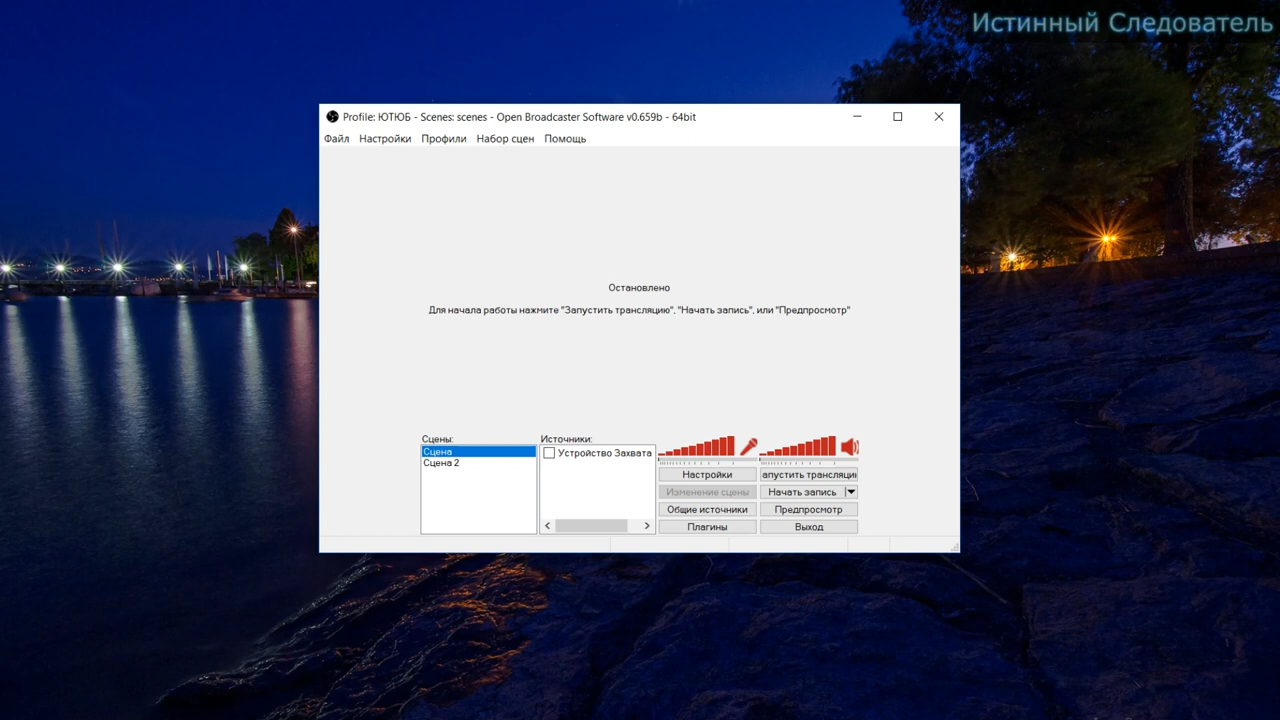 Истинный Следователь
Profile: ЮТЮБ - Scenes: scenes - Open Broadcaster Software v0.659b - 64bit
Файл Настройки Профили Набор сцен Помощь
Остановлено
Для начала работы нажмите "Запустить трансляцию", "Начать запись", или "Предпросмотр"
Сцены: Источники:
Сцена
Сцена 2
Устройство Захвата
Настройки апустить трансляци
Изменение сцены Начать запись
Общие источники Предпросмотр
Плагины Выход